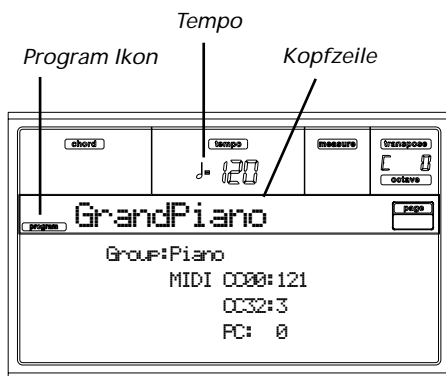 Tempo
Program Ikon
Kopfzeile
chord
tempo
measure
transpose
♩= 120
C 0
octave
program
GrandPiano
page
Group:Piano
MIDI CC00:121
CC32:3
PC: 0